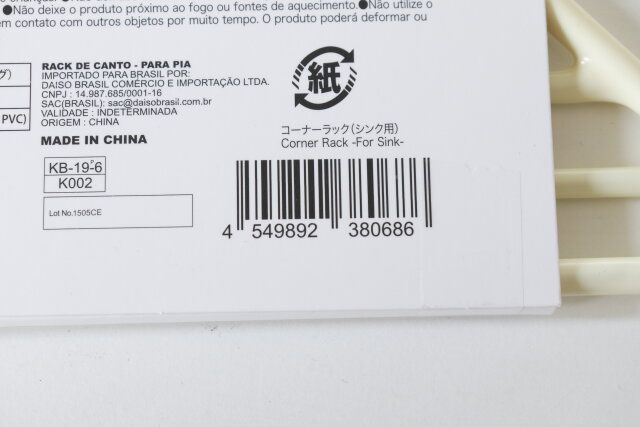 ●Não deixe o produto próximo ao fogo ou fontes de aquecimento.●Não utilize o
em contato com outros objetos por muito tempo. O produto poderá deformar ou
グ)
PVC)
RACK DE CANTO - PARA PIA
IMPORTADO PARA BRASIL POR:
DAISO BRASIL COMÉRCIO E IMPORTAÇÃO LTDA.
CNPJ : 14.987.685/0001-16
SAC(BRASIL): sac@daisobrasil.com.br
VALIDADE : INDETERMINADA
ORIGEM : CHINA
MADE IN CHINA
KB-19-6
K002
Lot No.1505CE
紙
コーナーラック(シンク用)
Corner Rack -For Sink-
4 549892 380686